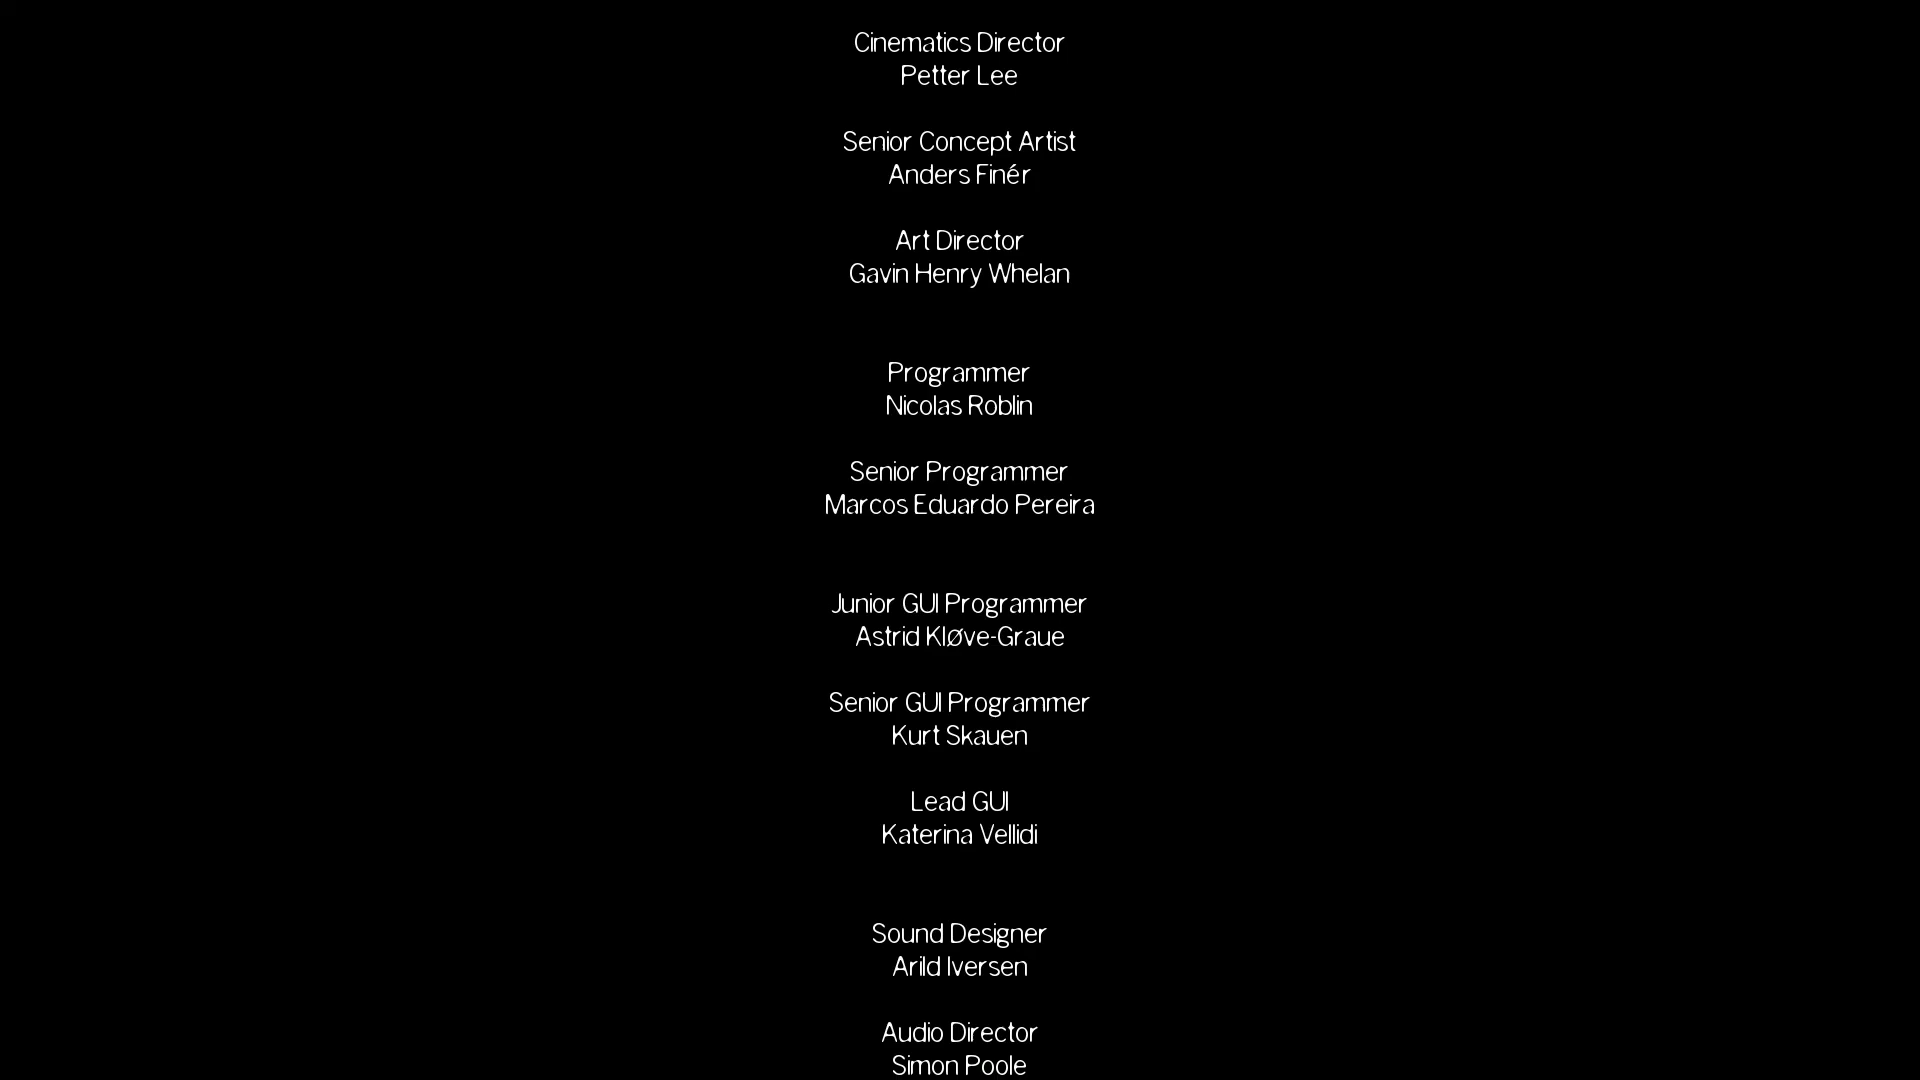 Cinematics Director
Petter Lee
Senior Concept Artist
Anders Finér
Art Director
Gavin Henry Whelan
Programmer
Nicolas Roblin
Senior Programmer
Marcos Eduardo Pereira
Junior GUI Programmer
Astrid Kløve-Graue
Senior GUI Programmer
Kurt Skauen
Lead GUI
Katerina Vellidi
Sound Designer
Arild Iversen
Audio Director
Simon Poole